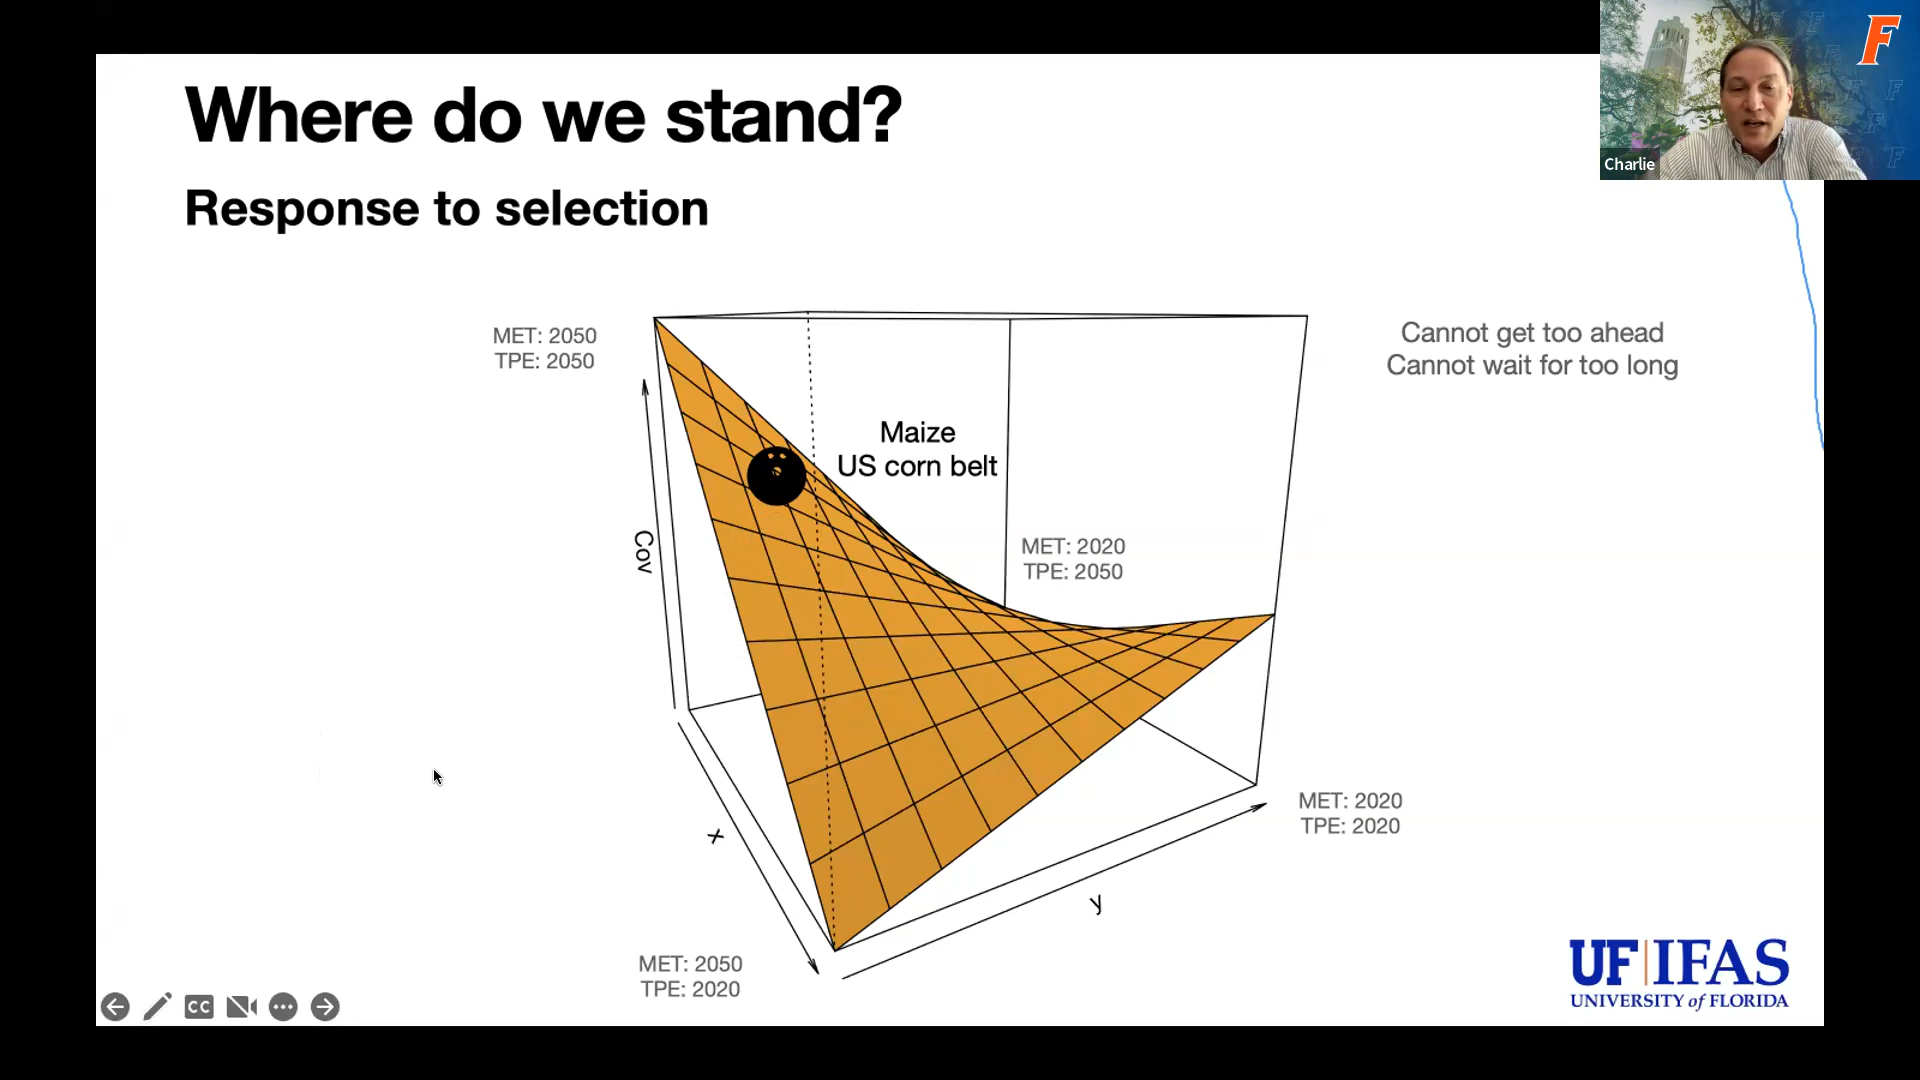 Where do we stand?
Response to selection
F
Charlie
MET: 2050
TPE: 2050
Cannot get too ahead
Cannot wait for too long
Maize
US corn belt
Cov
MET: 2020
TPE: 2050
x
y
MET: 2020
TPE: 2020
MET: 2050
TPE: 2020
CC
UF|IFAS
UNIVERSITY of FLORIDA